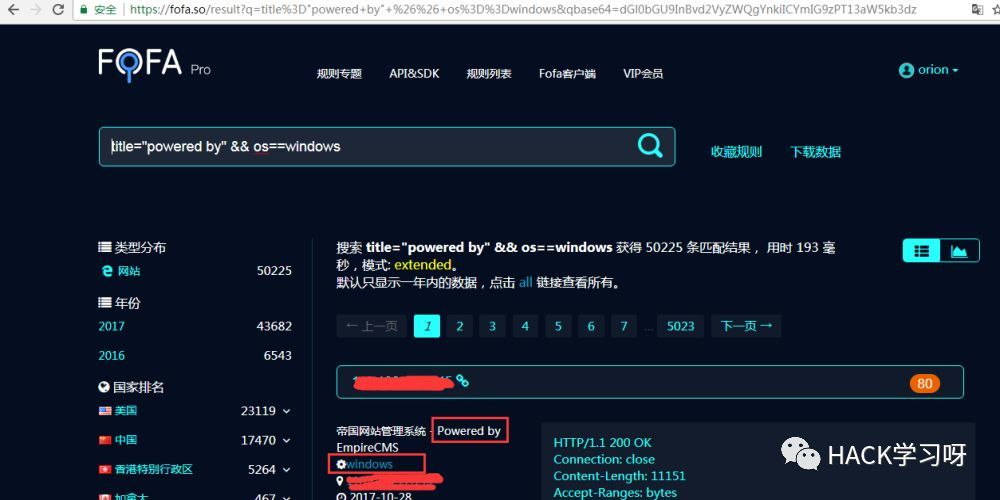 安全 https://fofa.so/result?q=title%3D"powered by"+%26%26+os%3D%3Dwindows&qbase64=dGl0bGU9InBvd2VyZWQgYnkiICYmIG9zPT13aW5kb3dz
FOFA Pro
规则专题 API&SDK 规则列表 Fofa客户端 VIP会员
orion
title="powered by" && os==windows
收藏规则 下载数据
类型分布
网站 50225
年份
2017 43682
2016 6543
国家排名
美国 23119
中国 17470
香港特别行政区 5264
加拿大 467
搜索 title="powered by" && os==windows 获得 50225 条匹配结果， 用时 193 毫
秒，模式: extended。
默认只显示一年内的数据，点击 all 链接查看所有。
← 上一页 1 2 3 4 5 6 7 ... 5023 下一页 →
80
帝国网站管理系统 - Powered by
EmpireCMS
windows
2017-10-28
HTTP/1.1 200 OK
Connection: close
Content-Length: 11151
Accept-Ranges: bytes
HACK学习呀